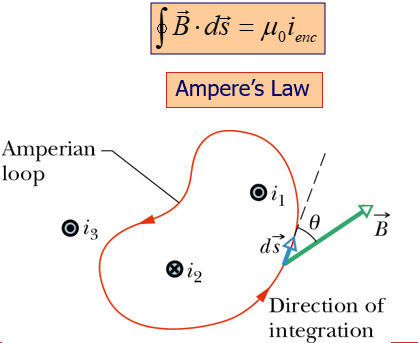 ∮ B⃗ · ds⃗ = μ₀i_enc
Ampere's Law
Amperian
loop
i₁
i₃
i₂
θ
B⃗
ds⃗
Direction of
integration